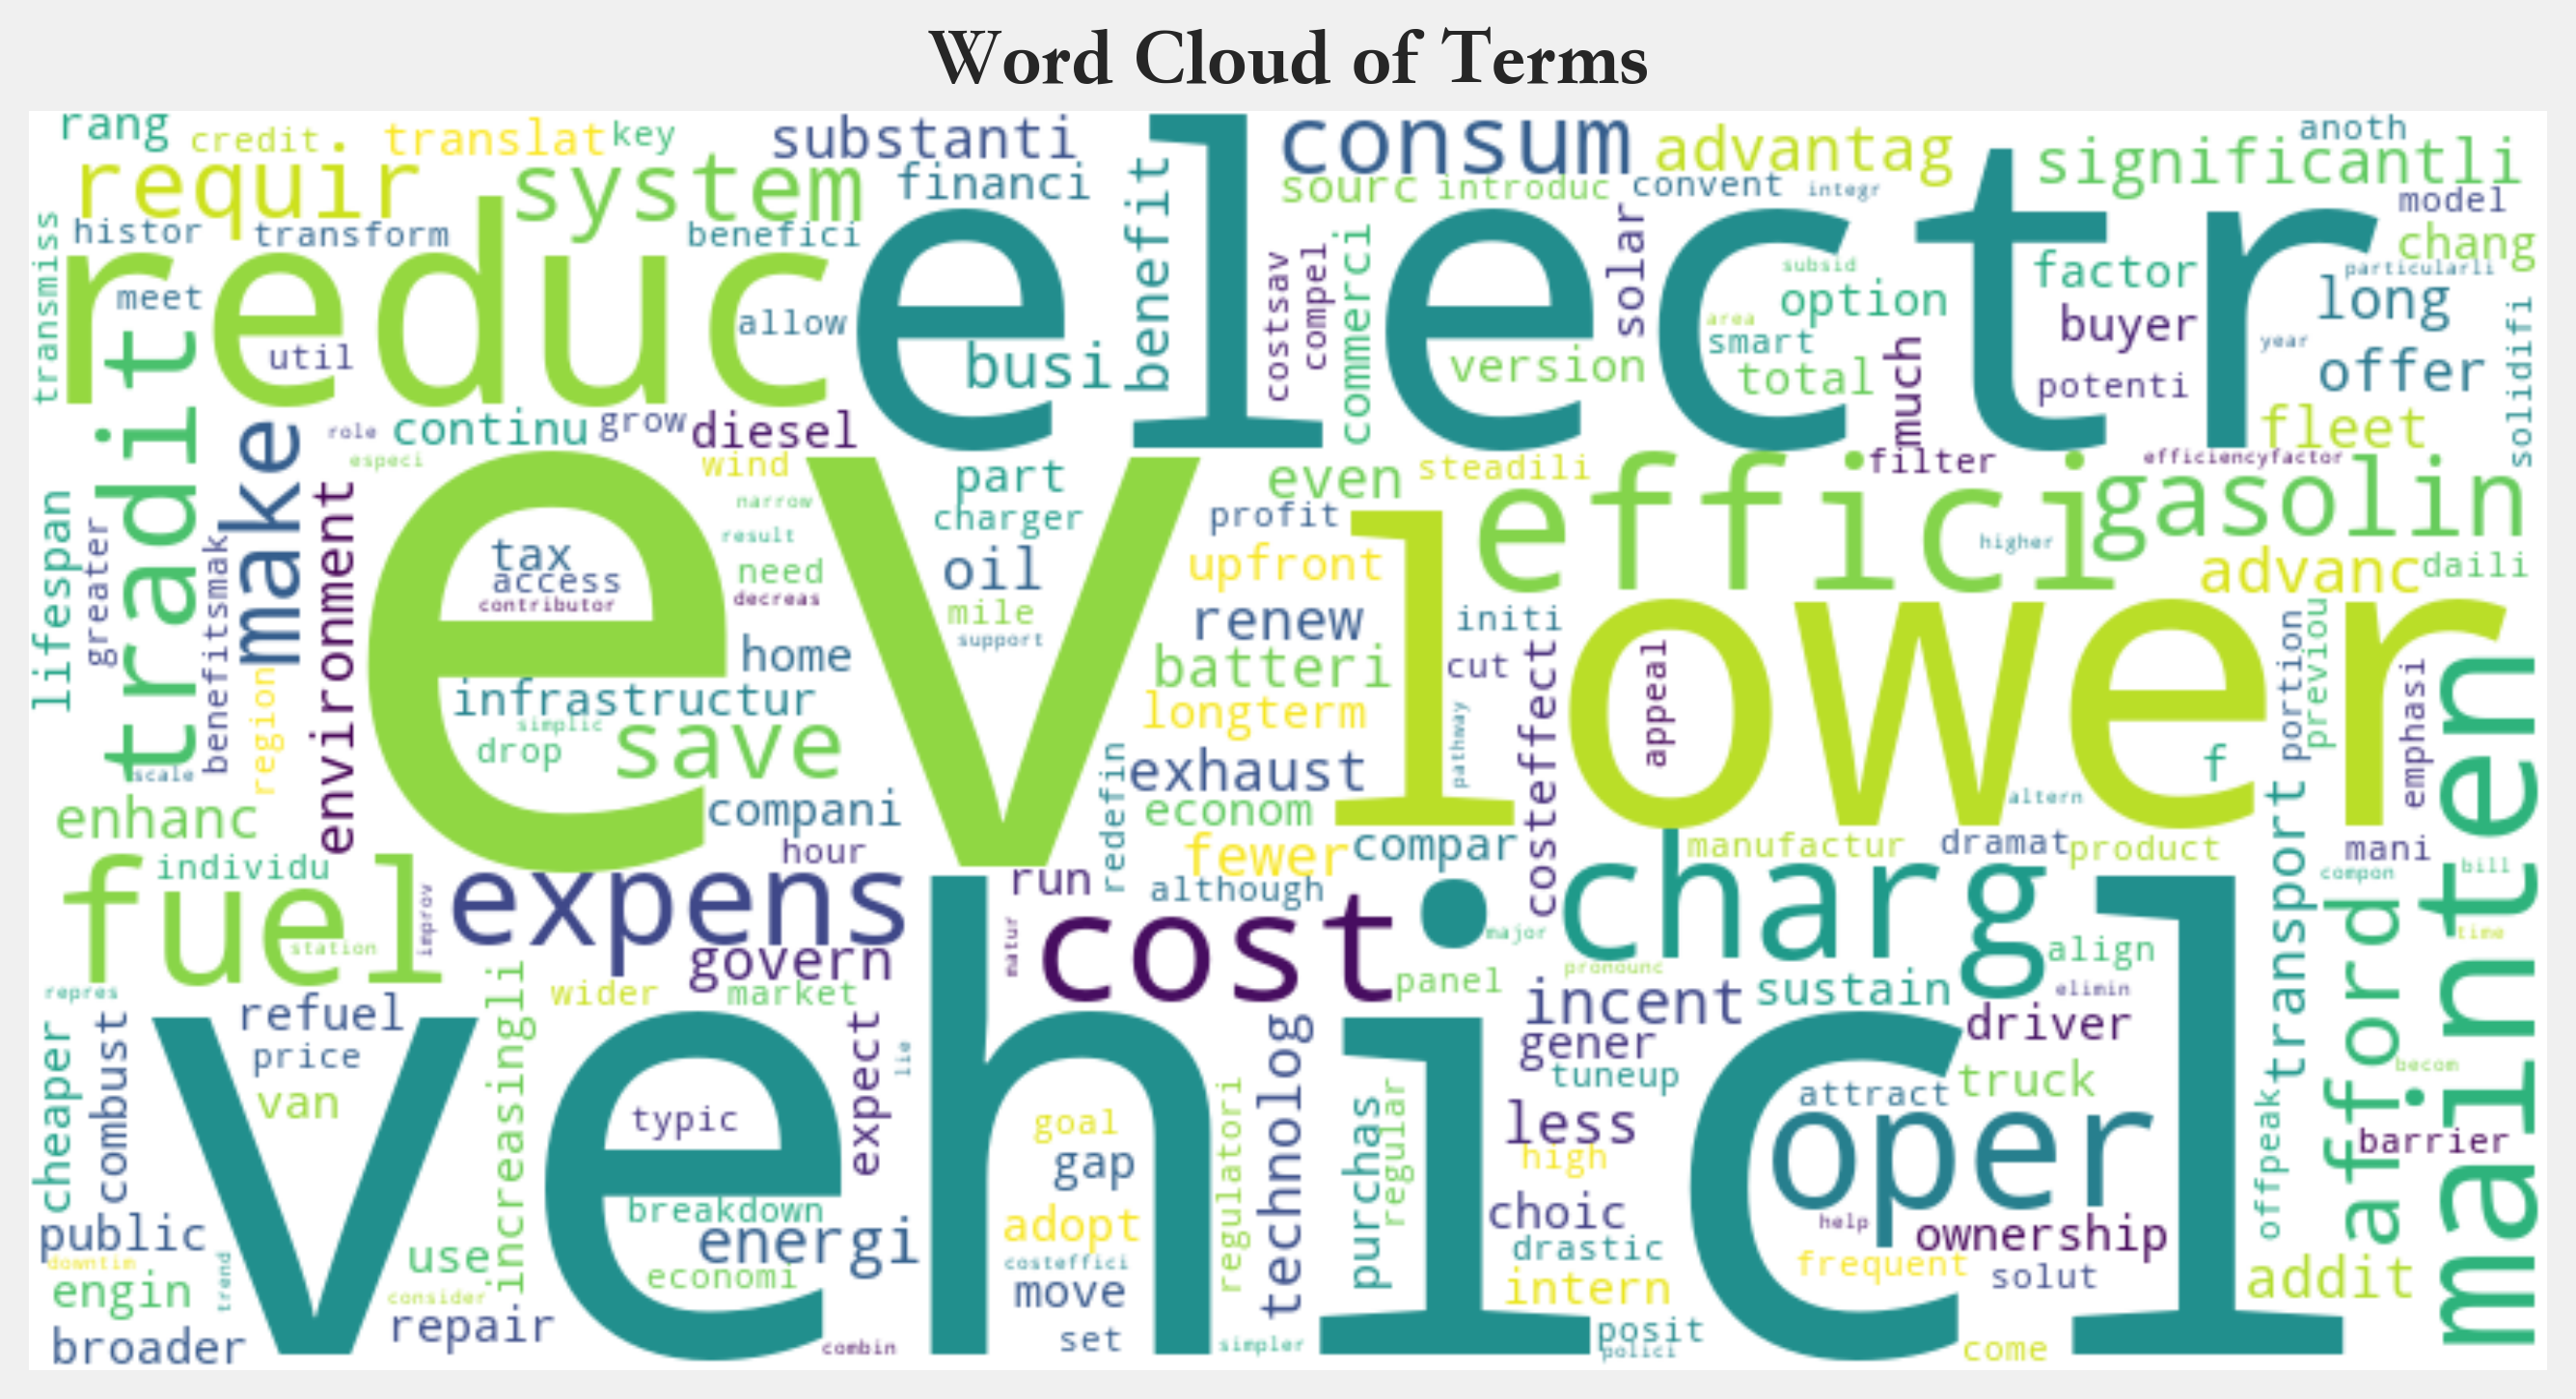 Word Cloud of Terms
rang
credit
translat
key
substanti
consum
advantag
anoth
significantli
requir
system
financi
benefit
sourc
introduc
convent
integr
model
transmiss
histor
transform
benefici
electr
solar
chang
reduc
meet
allow
util
busi
costsav
compel
commerci
subsid
option
area
smart
version
total
factor
buyer
much
potenti
particularli
long
year
offer
solidifi
tradit
make
role
continu
grow
diesel
especi
wind
fleet
filter
efficiencyfactor
part
even
steadili
effici
gasolin
narrow
charger
profit
result
higher
lifespan
greater
benefitsmak
environment
ev
tax
access
contributor
need
decreas
oil
upfront
advanc
daili
mile
support
renew
initi
lower
home
batteri
cut
costeffect
appeal
portion
previou
emphasi
mainten
region
infrastructur
simplic
save
drop
longterm
pathway
scale
redefin
exhaust
f
enhanc
compani
econom
altern
transport
fewer
compar
manufactur
dramat
product
mani
hour
individu
run
although
compon
bill
fuel
station
improv
expens
govern
matur
cost
major
charg
align
afford
time
repres
wider
market
panel
pronounc
sustain
elimin
refuel
incent
driver
cheaper
combust
price
van
increasingli
expect
lie
technolog
gener
tuneup
truck
becom
attract
vehicl
typic
goal
regulatori
purchas
regular
less
oper
offpeak
barrier
gap
high
public
breakdown
energi
adopt
choic
help
ownership
downtim
use
costeffici
drastic
frequent
engin
trend
economi
move
intern
solut
addit
consider
repair
broader
combin
set
simpler
posit
polici
come